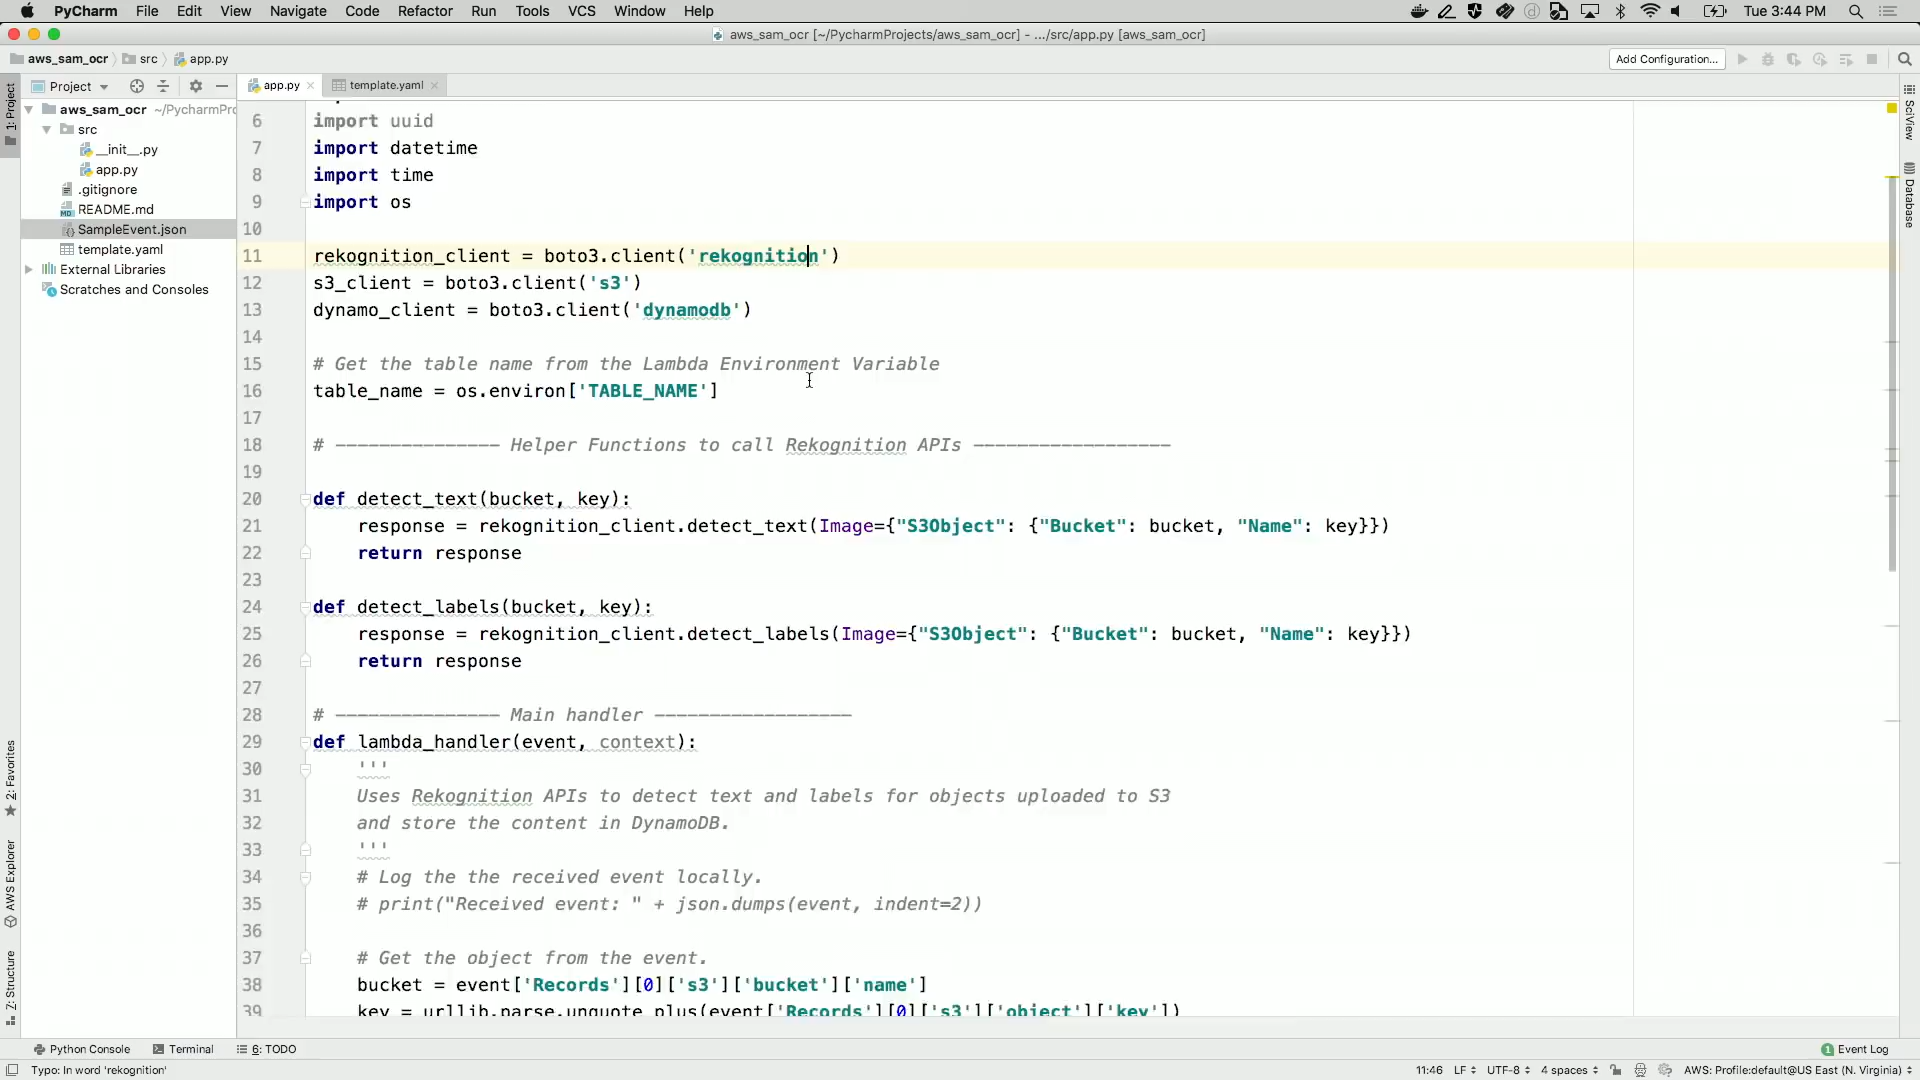 PyCharm File Edit View Navigate Code Refactor Run Tools VCS Window Help Tue 3:44 PM
aws_sam_ocr [~/PycharmProjects/aws_sam_ocr] - .../src/app.py [aws_sam_ocr]
aws_sam_ocr src app.py Add Configuration...
1: Project
Project
app.py template.yaml
aws_sam_ocr ~/PycharmPro
src
__init__.py
app.py
.gitignore
README.md
SampleEvent.json
template.yaml
External Libraries
Scratches and Consoles
6 import uuid
7 import datetime
8 import time
9 import os
10
11 rekognition_client = boto3.client('rekognition')
12 s3_client = boto3.client('s3')
13 dynamo_client = boto3.client('dynamodb')
14
15 # Get the table name from the Lambda Environment Variable
16 table_name = os.environ['TABLE_NAME']
17
18 # --------------- Helper Functions to call Rekognition APIs ------------------
19
20 def detect_text(bucket, key):
21 response = rekognition_client.detect_text(Image={"S3Object": {"Bucket": bucket, "Name": key}})
22 return response
23
24 def detect_labels(bucket, key):
25 response = rekognition_client.detect_labels(Image={"S3Object": {"Bucket": bucket, "Name": key}})
26 return response
27
28 # --------------- Main handler ------------------
29 def lambda_handler(event, context):
30 '''
31 Uses Rekognition APIs to detect text and labels for objects uploaded to S3
32 and store the content in DynamoDB.
33 '''
34 # Log the the received event locally.
35 # print("Received event: " + json.dumps(event, indent=2))
36
37 # Get the object from the event.
38 bucket = event['Records'][0]['s3']['bucket']['name']
39 key = urllib.parse.unquote_plus(event['Records'][0]['s3']['object']['key'])
SciView
Database
2: Favorites
AWS Explorer
7: Structure
Python Console Terminal 6: TODO 1 Event Log
Typo: In word 'rekognition' 11:46 LF UTF-8 4 spaces AWS: Profile:default@US East (N. Virginia)